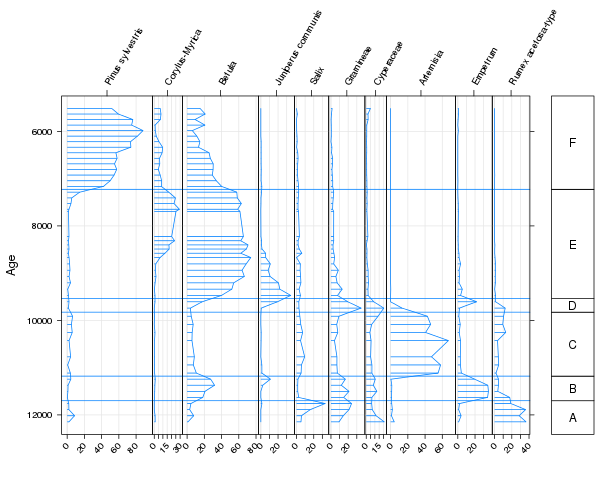 Pinus sylvestris
Corylus-Myrica
Betula
Juniperus communis
Salix
Gramineae
Cyperaceae
Artemisia
Empetrum
Rumex acetosa-type
Age
6000
8000
10000
12000
F
E
D
C
B
A
0 20 40 60 80
0 15 30
0 20 40 60 80
0 20
0 20
0 20
0 15
0 20 40 60
0 20
0 20 40